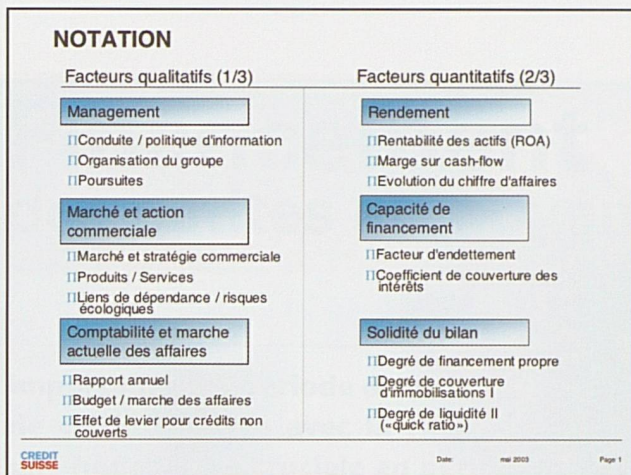 NOTATION
Facteurs qualitatifs (1/3)
Management
Conduite / politique d'information
Organisation du groupe
Poursuites
Marché et action
commerciale
Marché et stratégie commerciale
Produits / Services
Liens de dépendance / risques
écologiques
Comptabilité et marche
actuelle des affaires
Rapport annuel
Budget / marche des affaires
Effet de levier pour crédits non
couverts
Facteurs quantitatifs (2/3)
Rendement
Rentabilité des actifs (ROA)
Marge sur cash-flow
Evolution du chiffre d'affaires
Capacité de
financement
Facteur d'endettement
Coefficient de couverture des
intérêts
Solidité du bilan
Degré de financement propre
Degré de couverture
d'immobilisations I
Degré de liquidité II
(«quick ratio»)
CREDIT
SUISSE
Date: mai 2003 Page 1